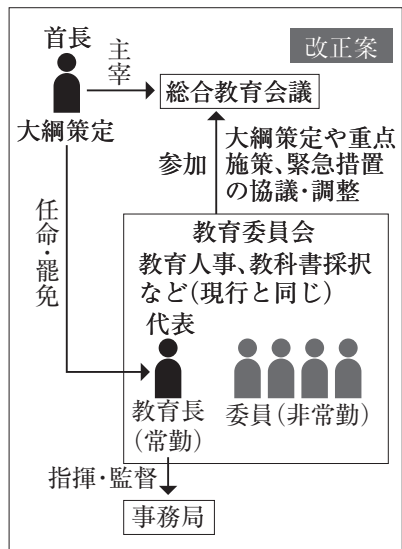 改正案
首長
主宰
総合教育会議
大綱策定
参加
大綱策定や重点
施策、緊急措置
の協議・調整
任命・罷免
教育委員会
教育人事、教科書採択
など(現行と同じ)
代表
教育長
(常勤)
委員(非常勤)
指揮・監督
事務局